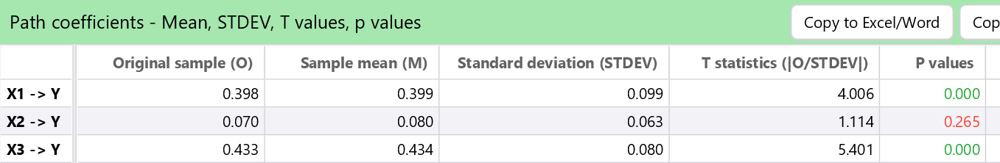 Path coefficients - Mean, STDEV, T values, p values Copy to Excel/Word Cop
Original sample (O) Sample mean (M) Standard deviation (STDEV) T statistics (|O/STDEV|) P values
X1 -> Y 0.398 0.399 0.099 4.006 0.000
X2 -> Y 0.070 0.080 0.063 1.114 0.265
X3 -> Y 0.433 0.434 0.080 5.401 0.000